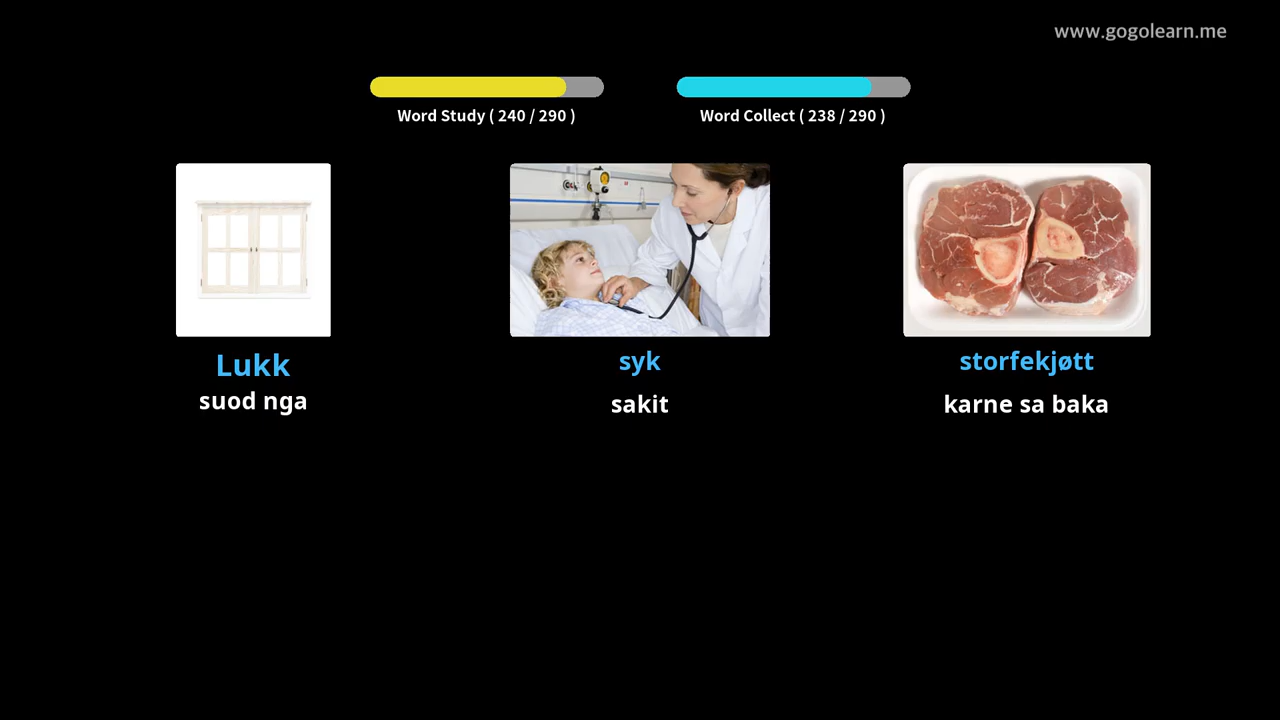 www.gogolearn.me
Word Study ( 240 / 290 )
Word Collect ( 238 / 290 )
Lukk
suod nga
syk
sakit
storfekjøtt
karne sa baka